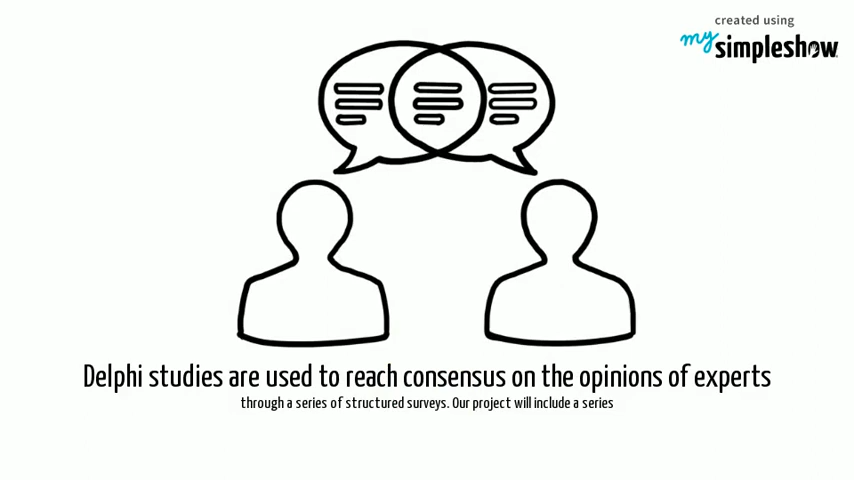 created using
my
simpleshow
Delphi studies are used to reach consensus on the opinions of experts
through a series of structured surveys. Our project will include a series